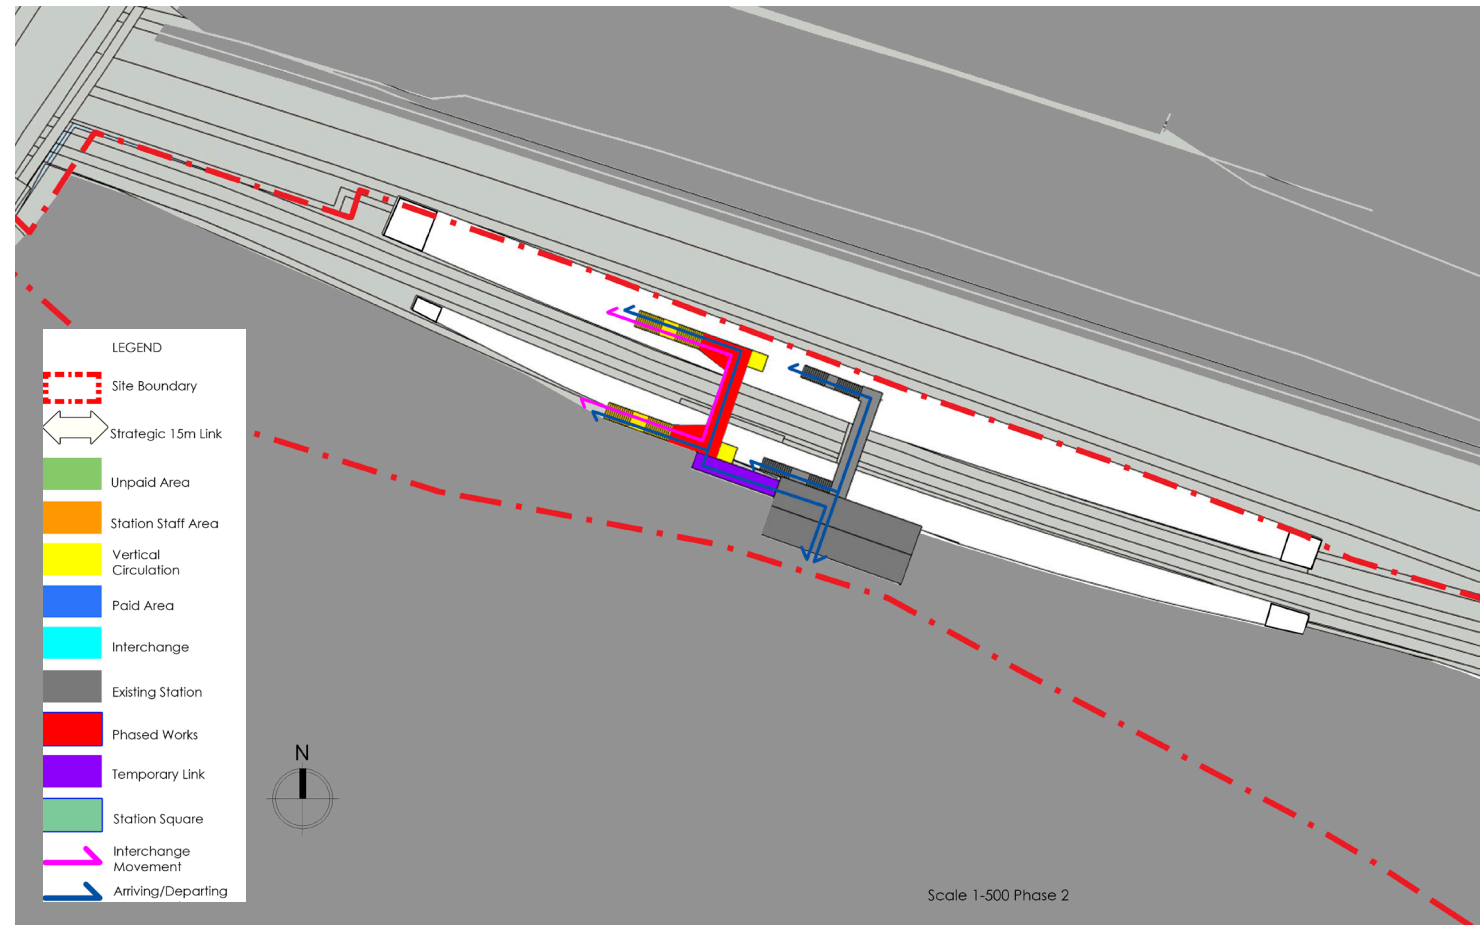 LEGEND
Site Boundary
Strategic 15m Link
Unpaid Area
Station Staff Area
Vertical
Circulation
Paid Area
Interchange
Existing Station
Phased Works
Temporary Link
Station Square
Interchange
Movement
Arriving/Departing
N
Scale 1-500 Phase 2